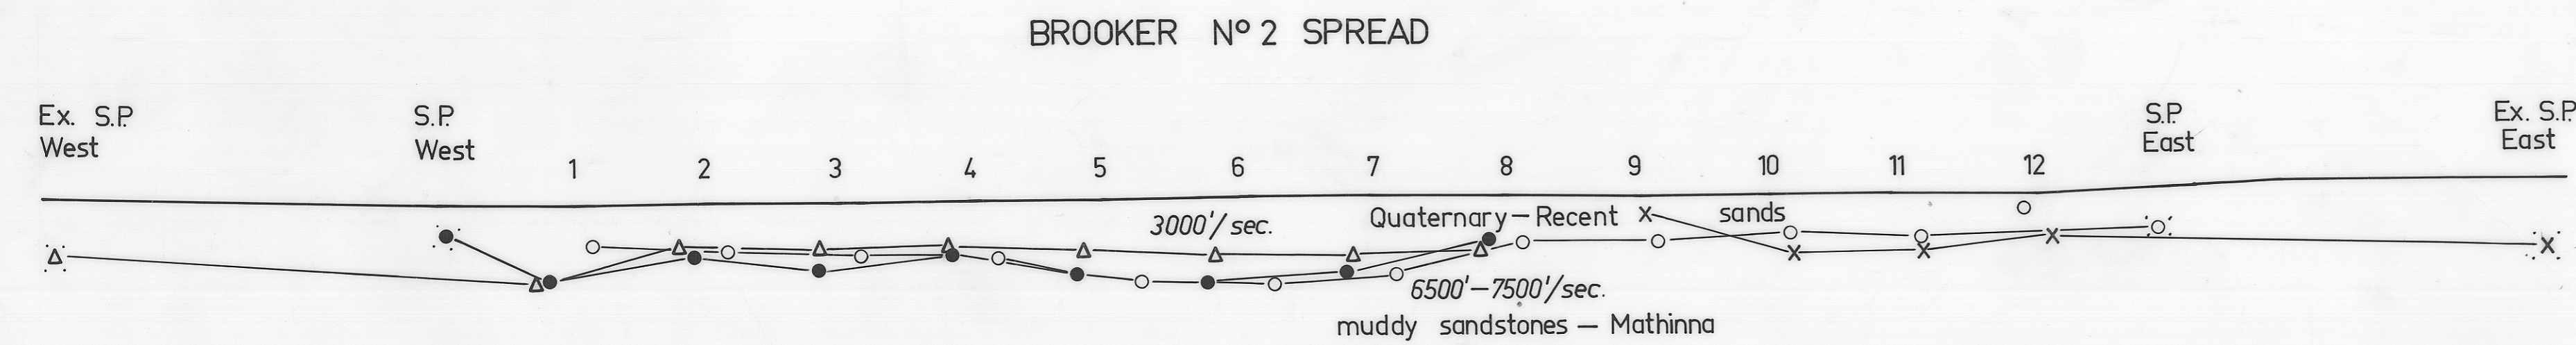 BROOKER Nº 2 SPREAD
Ex. S.P.
West
S.P.
West
1 2 3 4 5 6 7 8 9 10 11 12
S.P.
East
Ex. S.P.
East
3000'/sec.
Quaternary – Recent sands
6500'–7500'/sec.
muddy sandstones – Mathinna